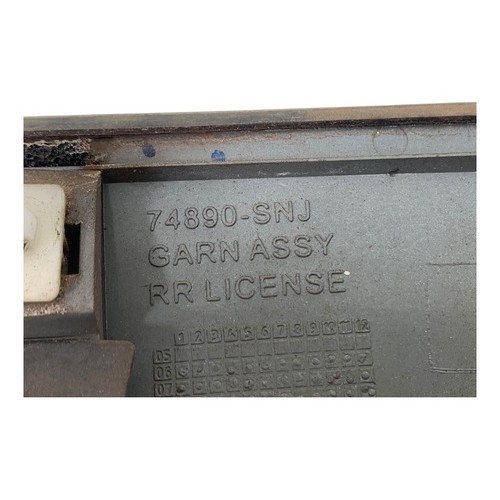 74890-SNJ
GARN ASSY
RR LICENSE
1 2 3 4 5 6 7 8 9 10 11 12
05
06
07